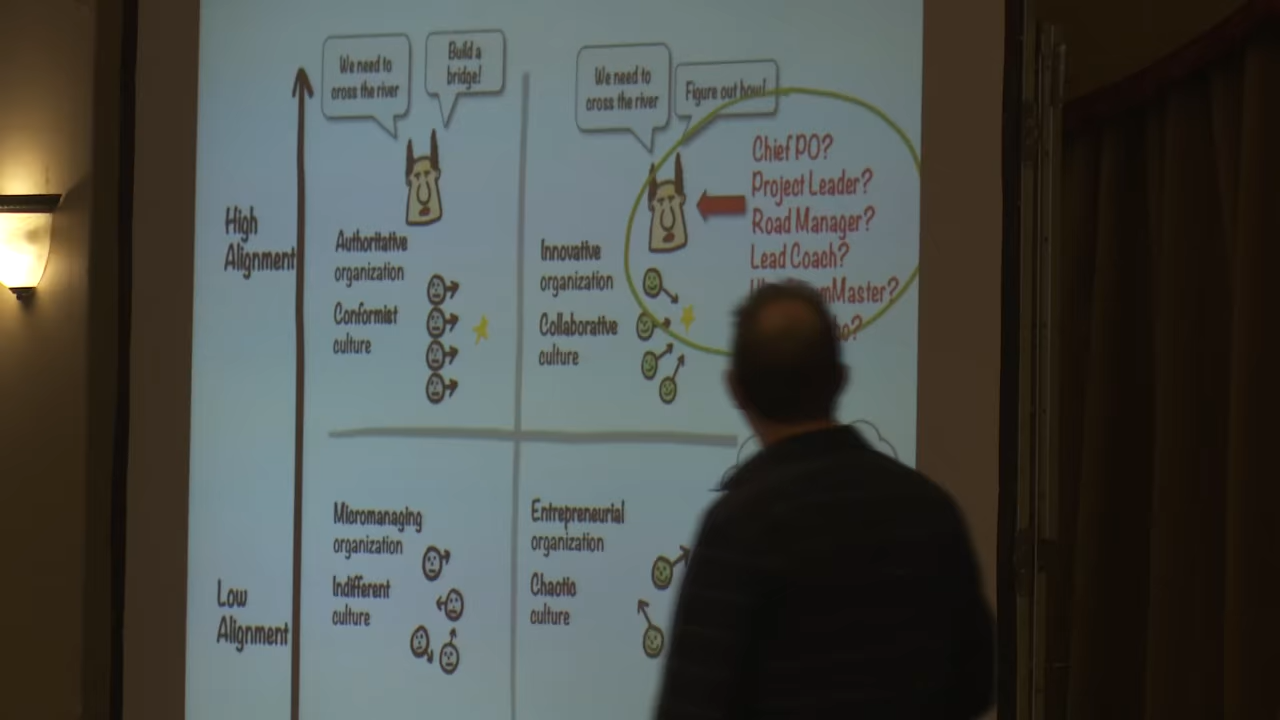 We need to
cross the river
Build a
bridge!
We need to
cross the river
Figure out how!
Chief PO?
Project Leader?
Road Manager?
Lead Coach?
High
Alignment
Authoritative
organization
Conformist
culture
Innovative
organization
Collaborative
culture
Micromanaging
organization
Indifferent
culture
Entrepreneurial
organization
Chaotic
culture
Low
Alignment